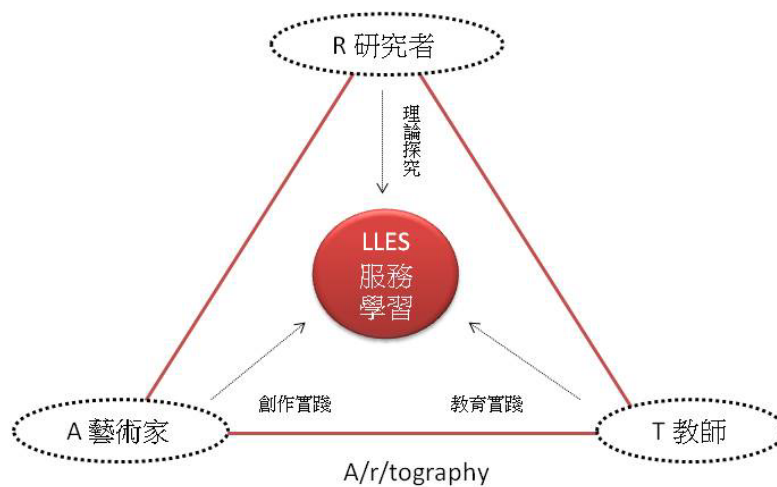 R 研究者
理論探究
LLES
服務
學習
創作實踐
教育實踐
A 藝術家
T 教師
A/r/tography